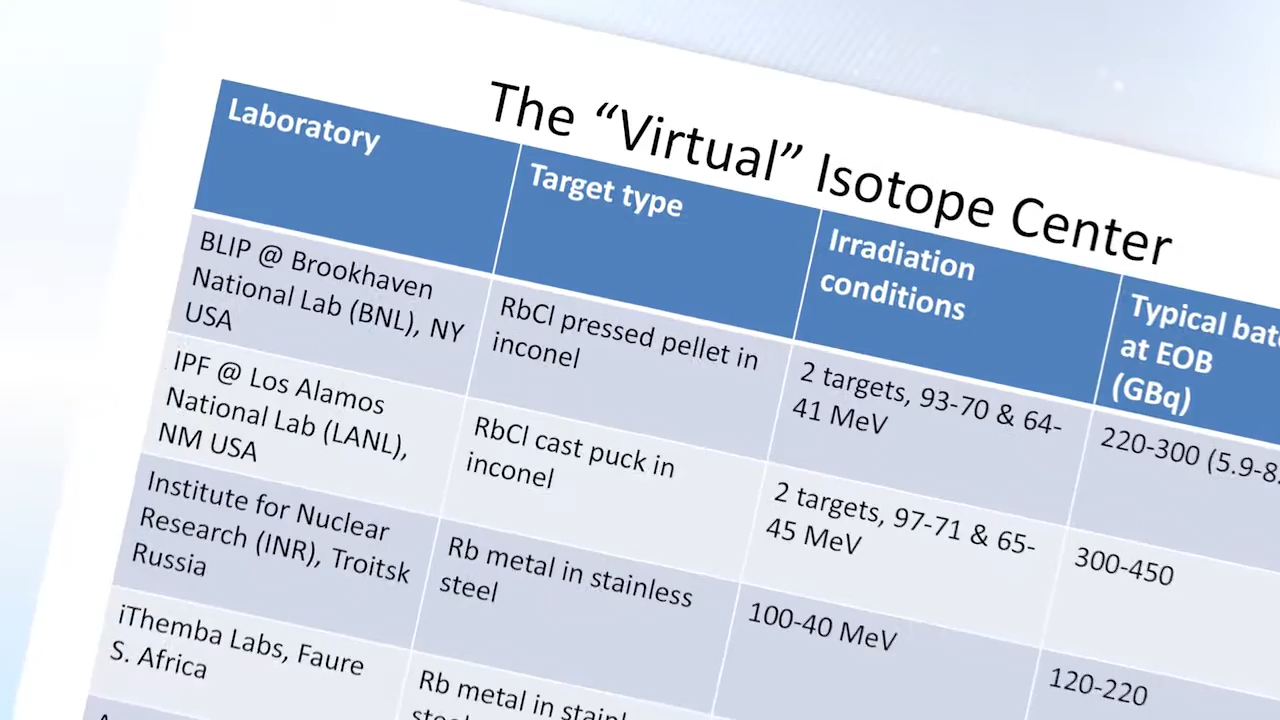 The “Virtual” Isotope Center
Laboratory
Target type
Irradiation
conditions
Typical
at EOB
(GBq)
BLIP @ Brookhaven
National Lab (BNL), NY
USA
RbCl pressed pellet in
inconel
2 targets, 93-70 & 64-
41 MeV
220-300
IPF @ Los Alamos
National Lab (LANL),
NM USA
RbCl cast puck in
inconel
2 targets, 97-71 & 65-
45 MeV
300-450
Institute for Nuclear
Research (INR), Troitsk
Russia
Rb metal in stainless
steel
100-40 MeV
120-220
iThemba Labs, Faure
S. Africa
Rb metal in